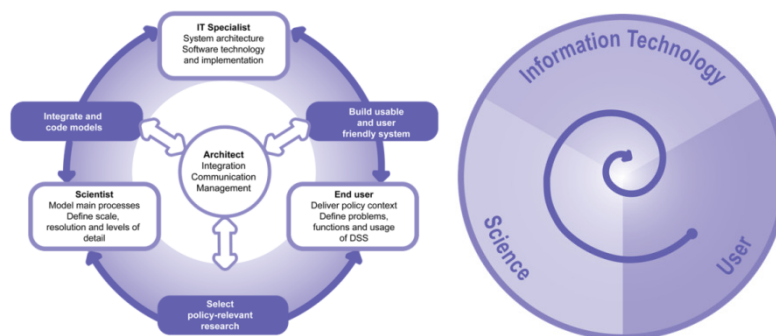 IT Specialist
System architecture
Software technology
and implementation
Integrate and
code models
Build usable
and user
friendly system
Architect
Integration
Communication
Management
Scientist
Model main processes
Define scale,
resolution and levels of
detail
End user
Deliver policy context
Define problems,
functions and usage
of DSS
Select
policy-relevant
research
Information Technology
Science
User